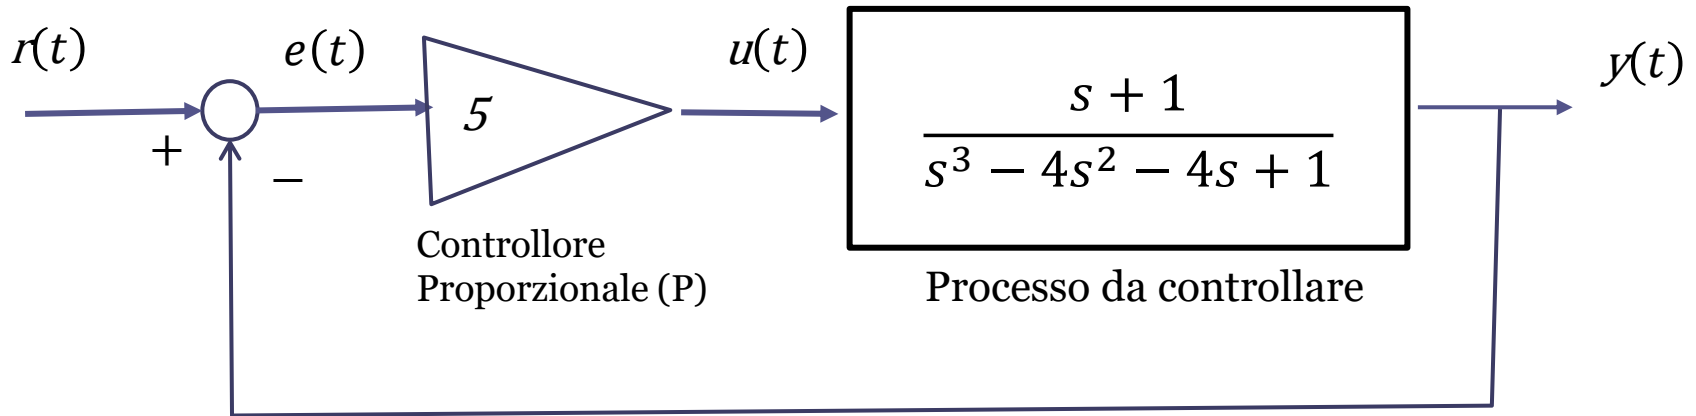 r(t)
e(t)
u(t)
y(t)
+
−
5
s + 1
s³ − 4s² − 4s + 1
Controllore
Proporzionale (P)
Processo da controllare